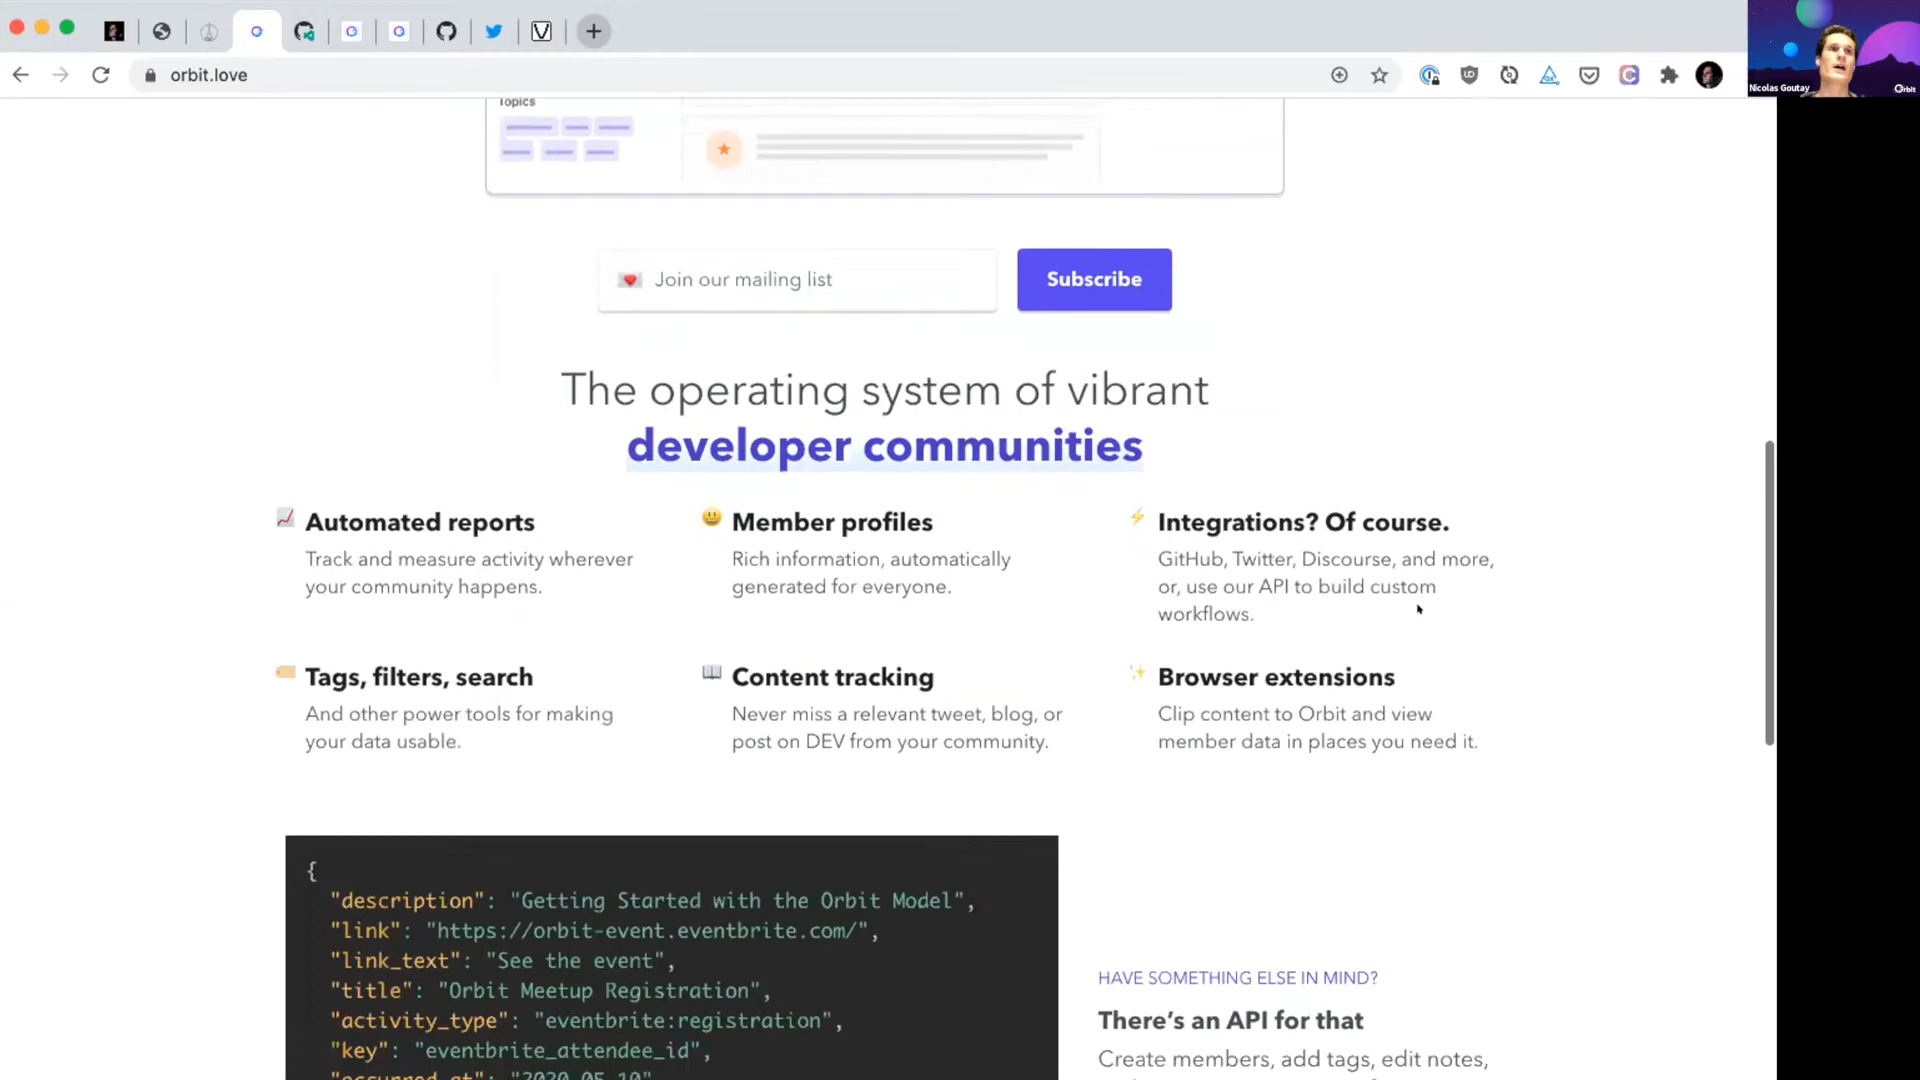 orbit.love
Nicolas Goutay
Orbit
Topics
Join our mailing list
Subscribe
The operating system of vibrant
developer communities
Automated reports
Track and measure activity wherever
your community happens.
Member profiles
Rich information, automatically
generated for everyone.
Integrations? Of course.
GitHub, Twitter, Discourse, and more,
or, use our API to build custom
workflows.
Tags, filters, search
And other power tools for making
your data usable.
Content tracking
Never miss a relevant tweet, blog, or
post on DEV from your community.
Browser extensions
Clip content to Orbit and view
member data in places you need it.
{
"description": "Getting Started with the Orbit Model",
"link": "https://orbit-event.eventbrite.com/",
"link_text": "See the event",
"title": "Orbit Meetup Registration",
"activity_type": "eventbrite:registration",
"key": "eventbrite_attendee_id",
"occurred_at": "2020-05-10"
HAVE SOMETHING ELSE IN MIND?
There's an API for that
Create members, add tags, edit notes,